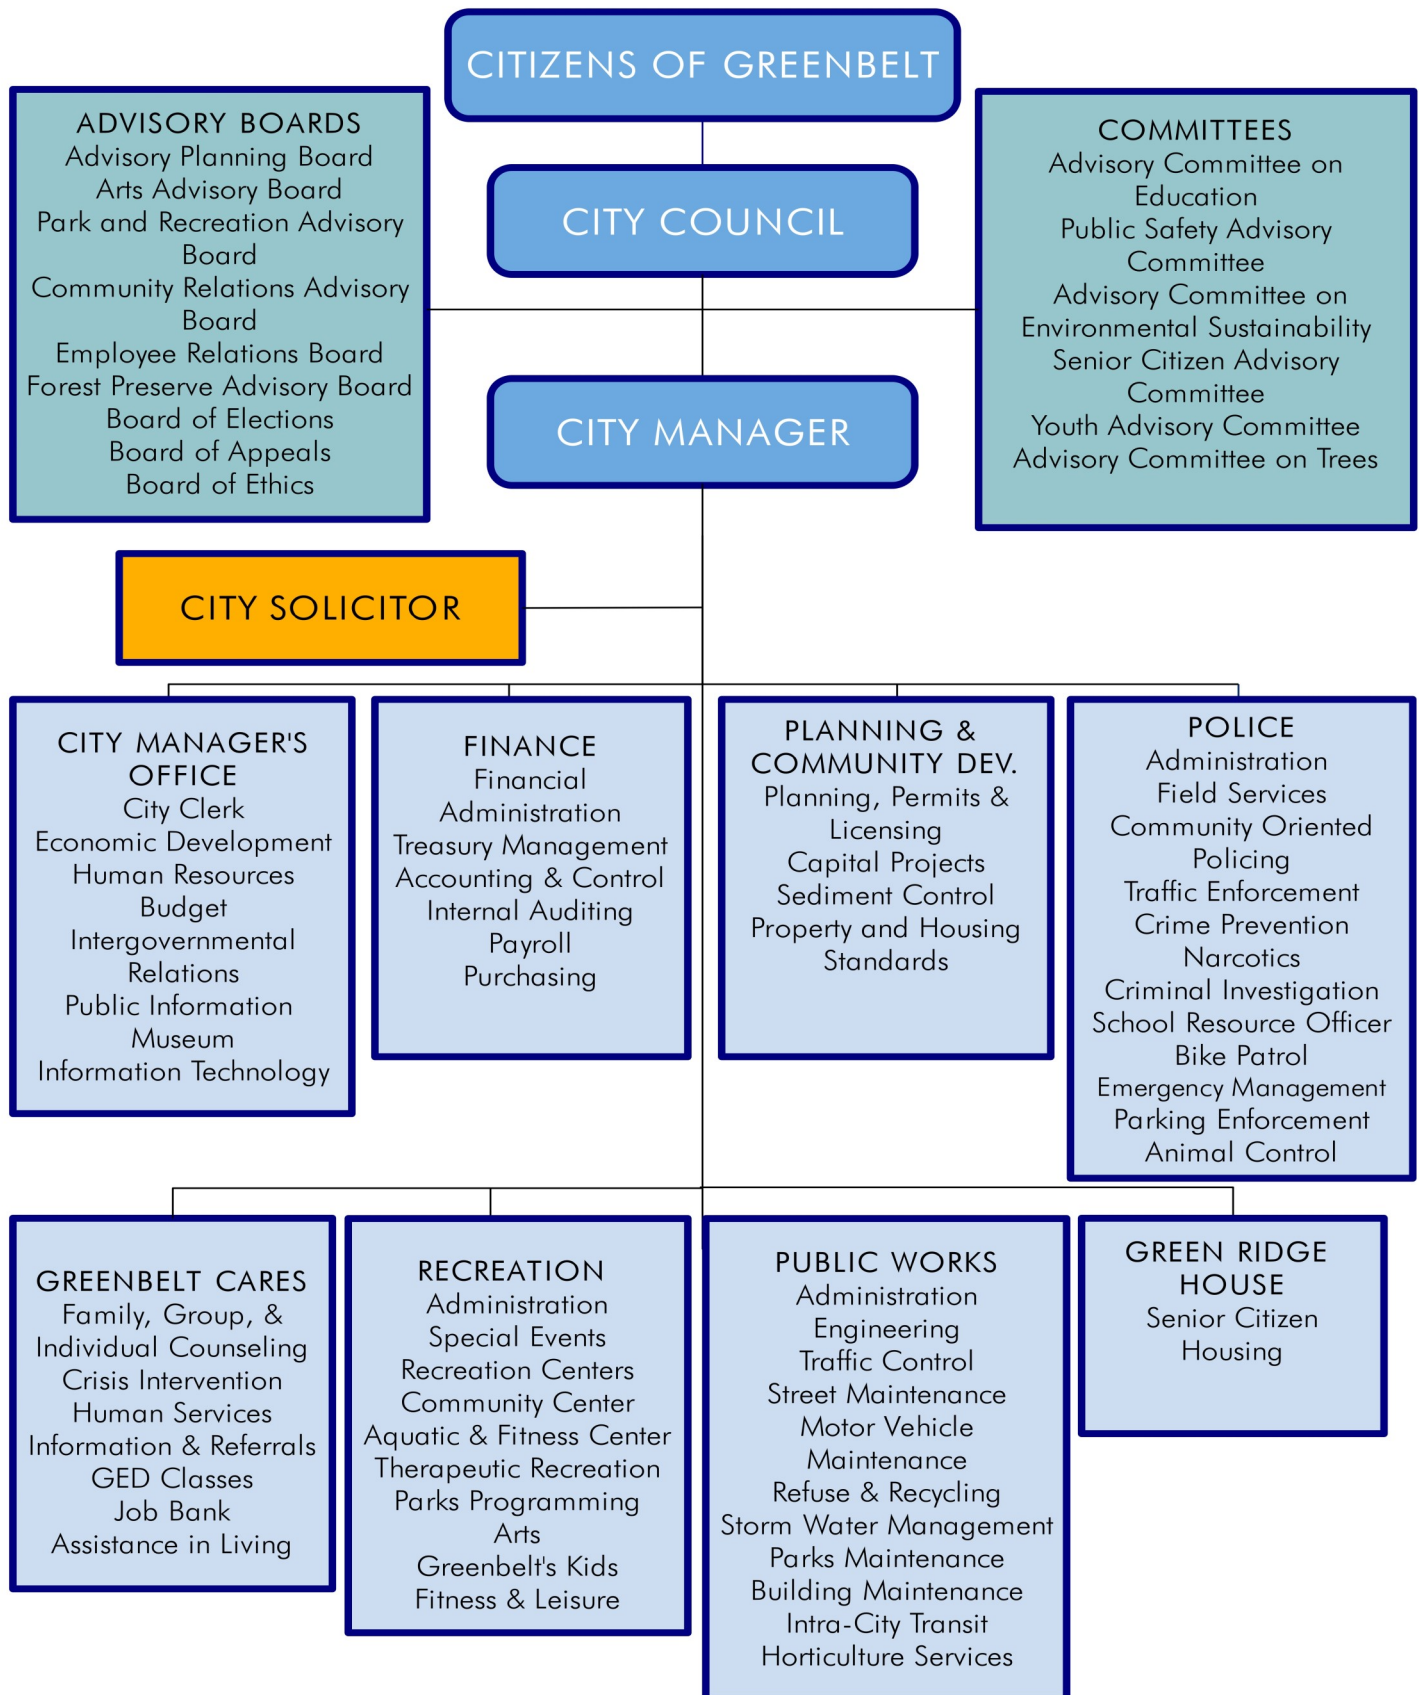 CITIZENS OF GREENBELT
ADVISORY BOARDS
Advisory Planning Board
Arts Advisory Board
Park and Recreation Advisory
Board
Community Relations Advisory
Board
Employee Relations Board
Forest Preserve Advisory Board
Board of Elections
Board of Appeals
Board of Ethics
CITY COUNCIL
COMMITTEES
Advisory Committee on
Education
Public Safety Advisory
Committee
Advisory Committee on
Environmental Sustainability
Senior Citizen Advisory
Committee
Youth Advisory Committee
Advisory Committee on Trees
CITY MANAGER
CITY SOLICITOR
CITY MANAGER'S
OFFICE
City Clerk
Economic Development
Human Resources
Budget
Intergovernmental
Relations
Public Information
Museum
Information Technology
FINANCE
Financial
Administration
Treasury Management
Accounting & Control
Internal Auditing
Payroll
Purchasing
PLANNING &
COMMUNITY DEV.
Planning, Permits &
Licensing
Capital Projects
Sediment Control
Property and Housing
Standards
POLICE
Administration
Field Services
Community Oriented
Policing
Traffic Enforcement
Crime Prevention
Narcotics
Criminal Investigation
School Resource Officer
Bike Patrol
Emergency Management
Parking Enforcement
Animal Control
GREENBELT CARES
Family, Group, &
Individual Counseling
Crisis Intervention
Human Services
Information & Referrals
GED Classes
Job Bank
Assistance in Living
RECREATION
Administration
Special Events
Recreation Centers
Community Center
Aquatic & Fitness Center
Therapeutic Recreation
Parks Programming
Arts
Greenbelt's Kids
Fitness & Leisure
PUBLIC WORKS
Administration
Engineering
Traffic Control
Street Maintenance
Motor Vehicle
Maintenance
Refuse & Recycling
Storm Water Management
Parks Maintenance
Building Maintenance
Intra-City Transit
Horticulture Services
GREEN RIDGE
HOUSE
Senior Citizen
Housing